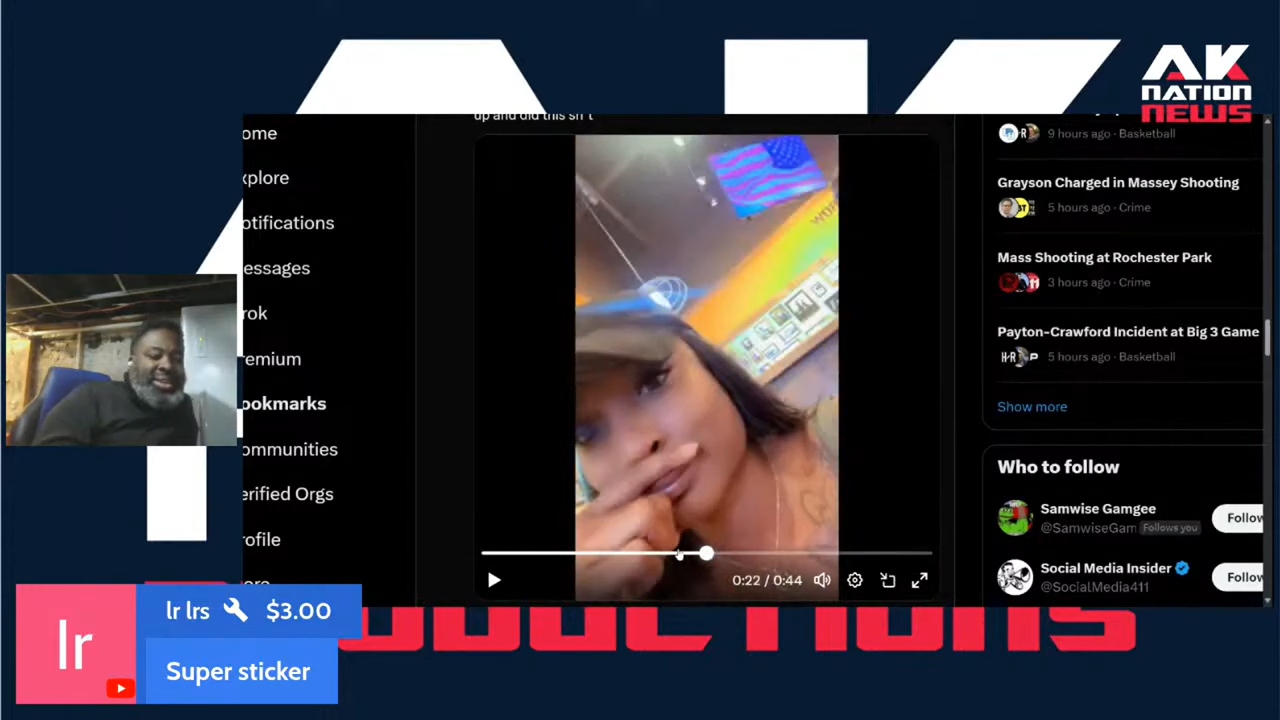 AK
NATION
NEWS
up and did this sh*t
ome
xplore
otifications
essages
rok
remium
ookmarks
ommunities
erified Orgs
rofile
9 hours ago · Basketball
Grayson Charged in Massey Shooting
5 hours ago · Crime
Mass Shooting at Rochester Park
3 hours ago · Crime
Payton-Crawford Incident at Big 3 Game
5 hours ago · Basketball
Show more
Who to follow
Samwise Gamgee
@SamwiseGam Follows you
Follow
Social Media Insider
@SocialMedia411
Follow
0:22 / 0:44
lr
lr lrs $3.00
Super sticker